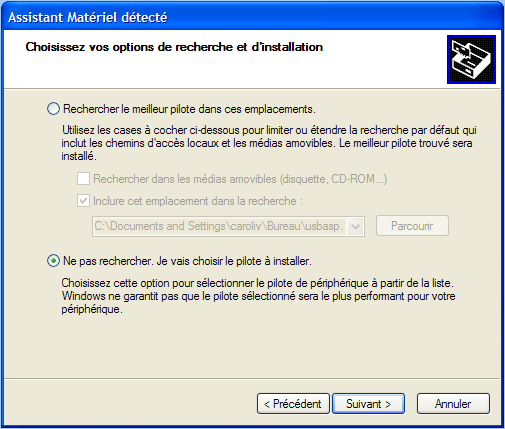 Assistant Matériel détecté
Choisissez vos options de recherche et d'installation
Rechercher le meilleur pilote dans ces emplacements.
Utilisez les cases à cocher ci-dessous pour limiter ou étendre la recherche par défaut qui
inclut les chemins d'accès locaux et les médias amovibles. Le meilleur pilote trouvé sera
installé.
Rechercher dans les médias amovibles (disquette, CD-ROM...)
Inclure cet emplacement dans la recherche :
C:\Documents and Settings\caroliv\Bureau\usbasp.
Parcourir
Ne pas rechercher. Je vais choisir le pilote à installer.
Choisissez cette option pour sélectionner le pilote de périphérique à partir de la liste.
Windows ne garantit pas que le pilote sélectionné sera le plus performant pour votre
périphérique.
< Précédent
Suivant >
Annuler